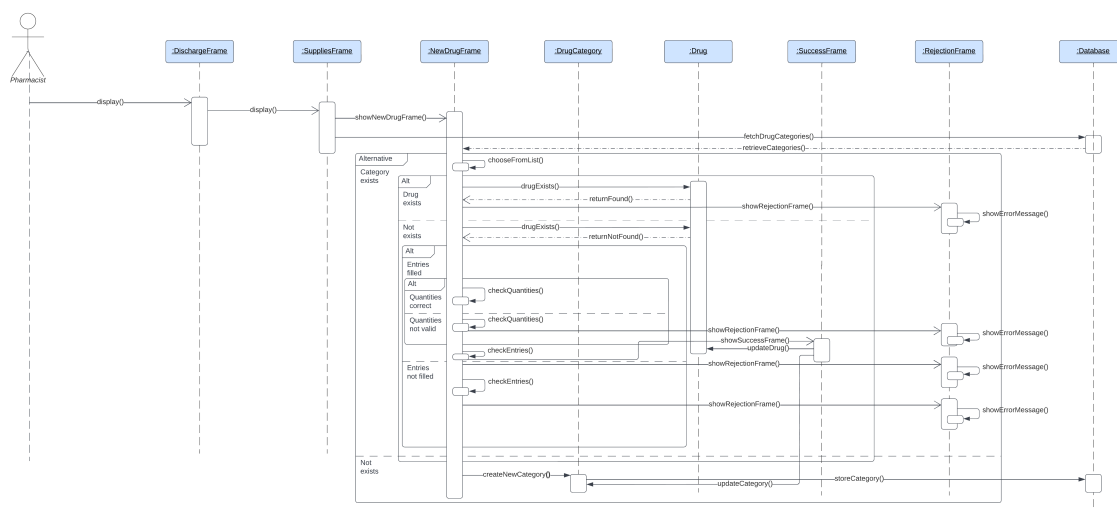 :DischargeFrame
:SuppliesFrame
:NewDrugFrame
:DrugCategory
:Drug
:SuccessFrame
:RejectionFrame
:Database
Pharmacist
display()
display()
showNewDrugFrame()
fetchDrugCategories()
retrieveCategories()
Alternative
Category
exists
chooseFromList()
Alt
Drug
exists
drugExists()
returnFound()
showRejectionFrame()
showErrorMessage()
Not
exists
drugExists()
returnNotFound()
Alt
Entries
filled
Alt
Quantities
correct
checkQuantities()
Quantities
not valid
checkQuantities()
showRejectionFrame()
showErrorMessage()
showSuccessFrame()
updateDrug()
checkEntries()
Entries
not filled
showRejectionFrame()
showErrorMessage()
checkEntries()
showRejectionFrame()
showErrorMessage()
Not
exists
createNewCategory()
storeCategory()
updateCategory()